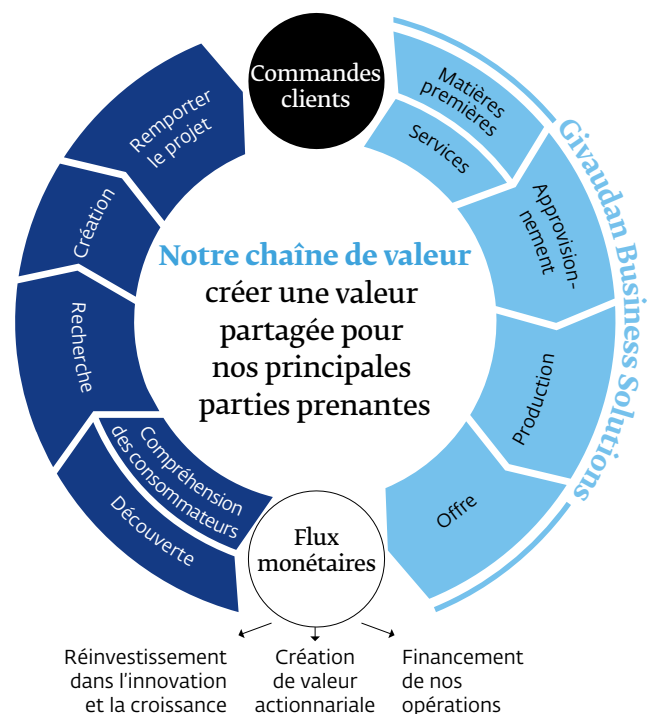 Commandes
clients
Matières
premières
Services
Approvision-
nement
Production
Offre
Givaudan Business Solutions
Flux
monétaires
Découverte
Compréhension
des consommateurs
Recherche
Création
Remporter
le projet
Notre chaîne de valeur
créer une valeur
partagée pour
nos principales
parties prenantes
Réinvestissement
dans l'innovation
et la croissance
Création
de valeur
actionnariale
Financement
de nos
opérations